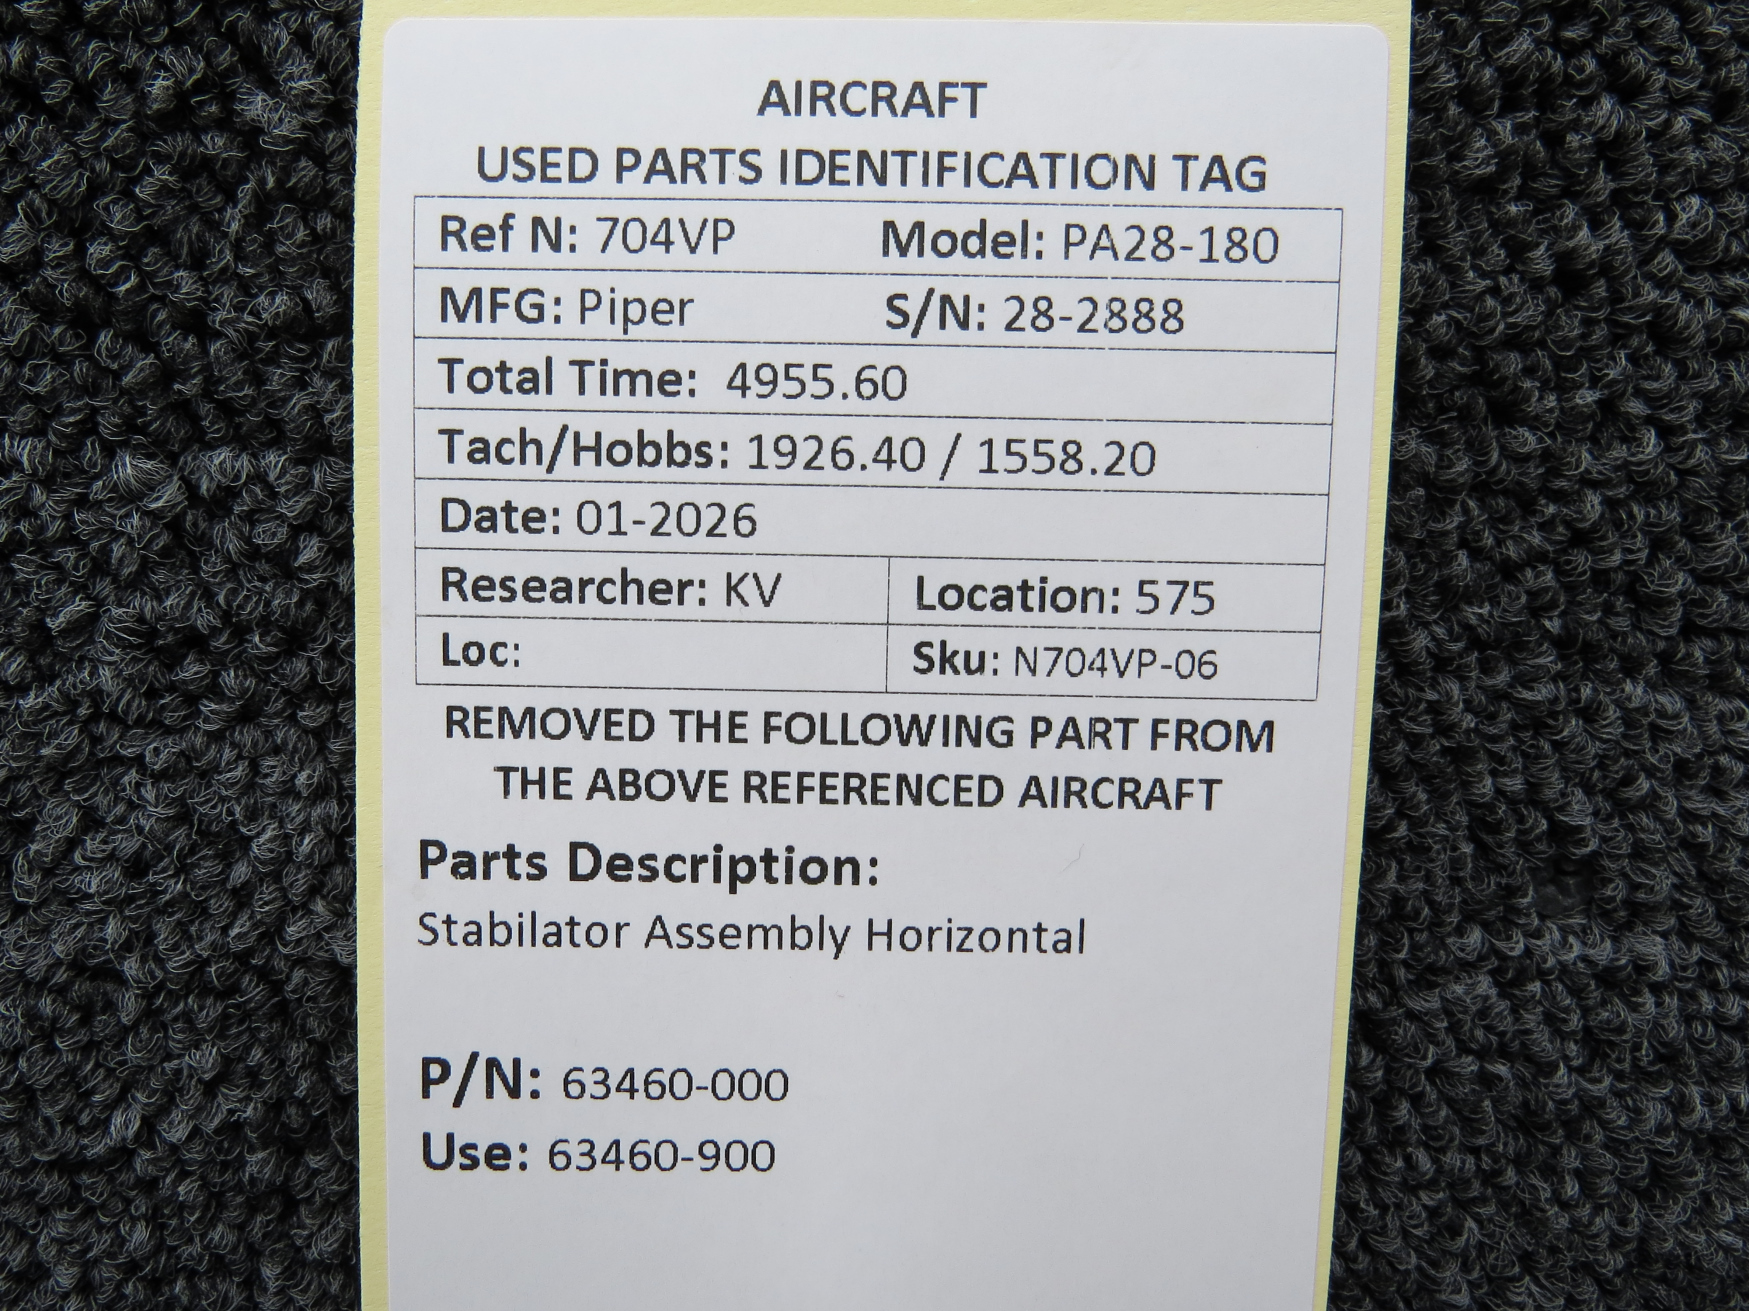 AIRCRAFT
USED PARTS IDENTIFICATION TAG
Ref N: 704VP Model: PA28-180
MFG: Piper S/N: 28-2888
Total Time: 4955.60
Tach/Hobbs: 1926.40 / 1558.20
Date: 01-2026
Researcher: KV Location: 575
Loc: Sku: N704VP-06
REMOVED THE FOLLOWING PART FROM
THE ABOVE REFERENCED AIRCRAFT
Parts Description:
Stabilator Assembly Horizontal
P/N: 63460-000
Use: 63460-900